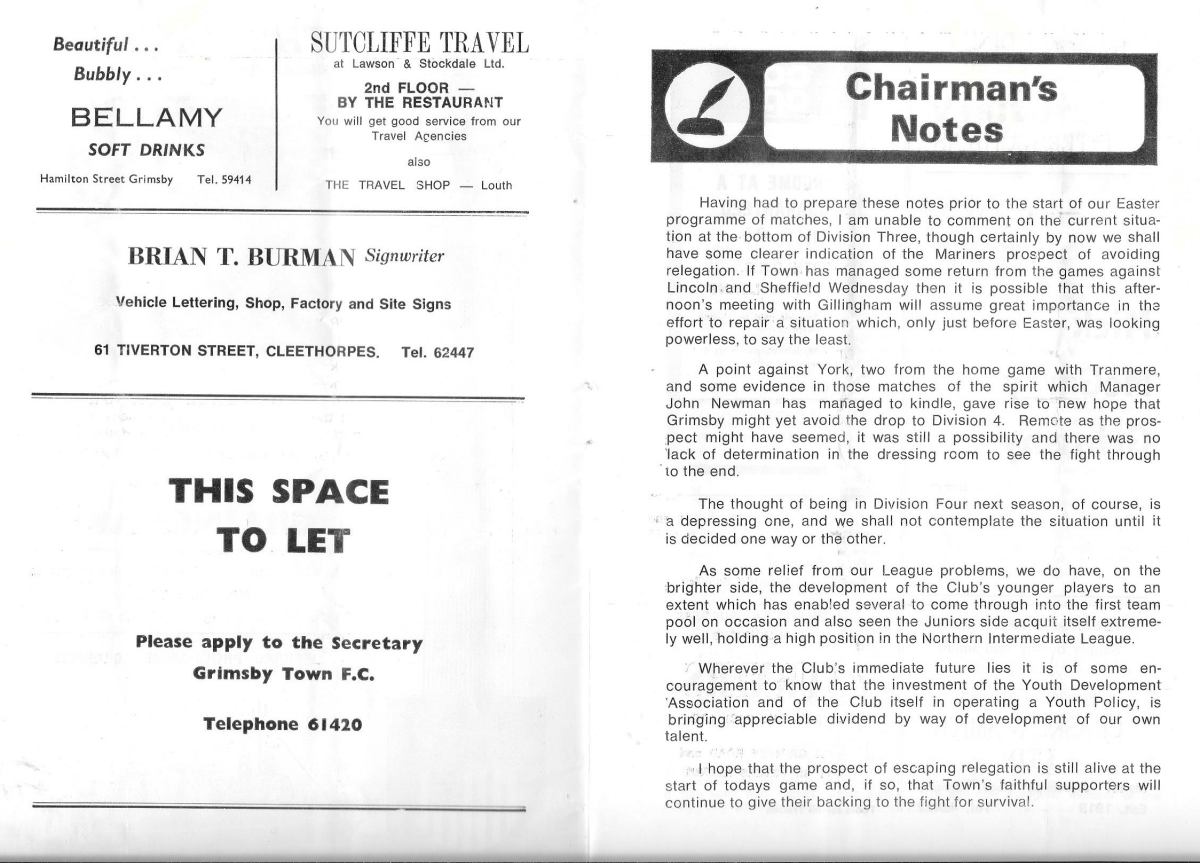 Beautiful ...
Bubbly ...
BELLAMY
SOFT DRINKS
Hamilton Street Grimsby Tel. 59414
SUTCLIFFE TRAVEL
at Lawson & Stockdale Ltd.
2nd FLOOR —
BY THE RESTAURANT
You will get good service from our
Travel Agencies
also
THE TRAVEL SHOP — Louth
BRIAN T. BURMAN Signwriter
Vehicle Lettering, Shop, Factory and Site Signs
61 TIVERTON STREET, CLEETHORPES. Tel. 62447
THIS SPACE
TO LET
Please apply to the Secretary
Grimsby Town F.C.
Telephone 61420
Chairman's
Notes
Having had to prepare these notes prior to the start of our Easter
programme of matches, I am unable to comment on the current situa-
tion at the bottom of Division Three, though certainly by now we shall
have some clearer indication of the Mariners prospect of avoiding
relegation. If Town has managed some return from the games against
Lincoln and Sheffield Wednesday then it is possible that this after-
noon's meeting with Gillingham will assume great importance in the
effort to repair a situation which, only just before Easter, was looking
powerless, to say the least.
A point against York, two from the home game with Tranmere,
and some evidence in those matches of the spirit which Manager
John Newman has managed to kindle, gave rise to new hope that
Grimsby might yet avoid the drop to Division 4. Remote as the pros-
pect might have seemed, it was still a possibility and there was no
lack of determination in the dressing room to see the fight through
to the end.
The thought of being in Division Four next season, of course, is
a depressing one, and we shall not contemplate the situation until it
is decided one way or the other.
As some relief from our League problems, we do have, on the
brighter side, the development of the Club's younger players to an
extent which has enabled several to come through into the first team
pool on occasion and also seen the Juniors side acquit itself extreme-
ly well, holding a high position in the Northern Intermediate League.
Wherever the Club's immediate future lies it is of some en-
couragement to know that the investment of the Youth Development
Association and of the Club itself in operating a Youth Policy, is
bringing appreciable dividend by way of development of our own
talent.
I hope that the prospect of escaping relegation is still alive at the
start of todays game and, if so, that Town's faithful supporters will
continue to give their backing to the fight for survival.